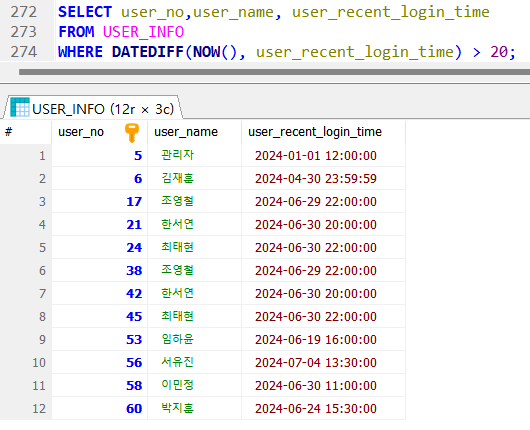 272 SELECT user_no,user_name, user_recent_login_time
273 FROM USER_INFO
274 WHERE DATEDIFF(NOW(), user_recent_login_time) > 20;
USER_INFO (12r × 3c)
# user_no user_name user_recent_login_time
1 5 관리자 2024-01-01 12:00:00
2 6 김재훈 2024-04-30 23:59:59
3 17 조영철 2024-06-29 22:00:00
4 21 한서연 2024-06-30 20:00:00
5 24 최태현 2024-06-30 22:00:00
6 38 조영철 2024-06-29 22:00:00
7 42 한서연 2024-06-30 20:00:00
8 45 최태현 2024-06-30 22:00:00
9 53 임하윤 2024-06-19 16:00:00
10 56 서유진 2024-07-04 13:30:00
11 58 이민정 2024-06-30 11:00:00
12 60 박지훈 2024-06-24 15:30:00